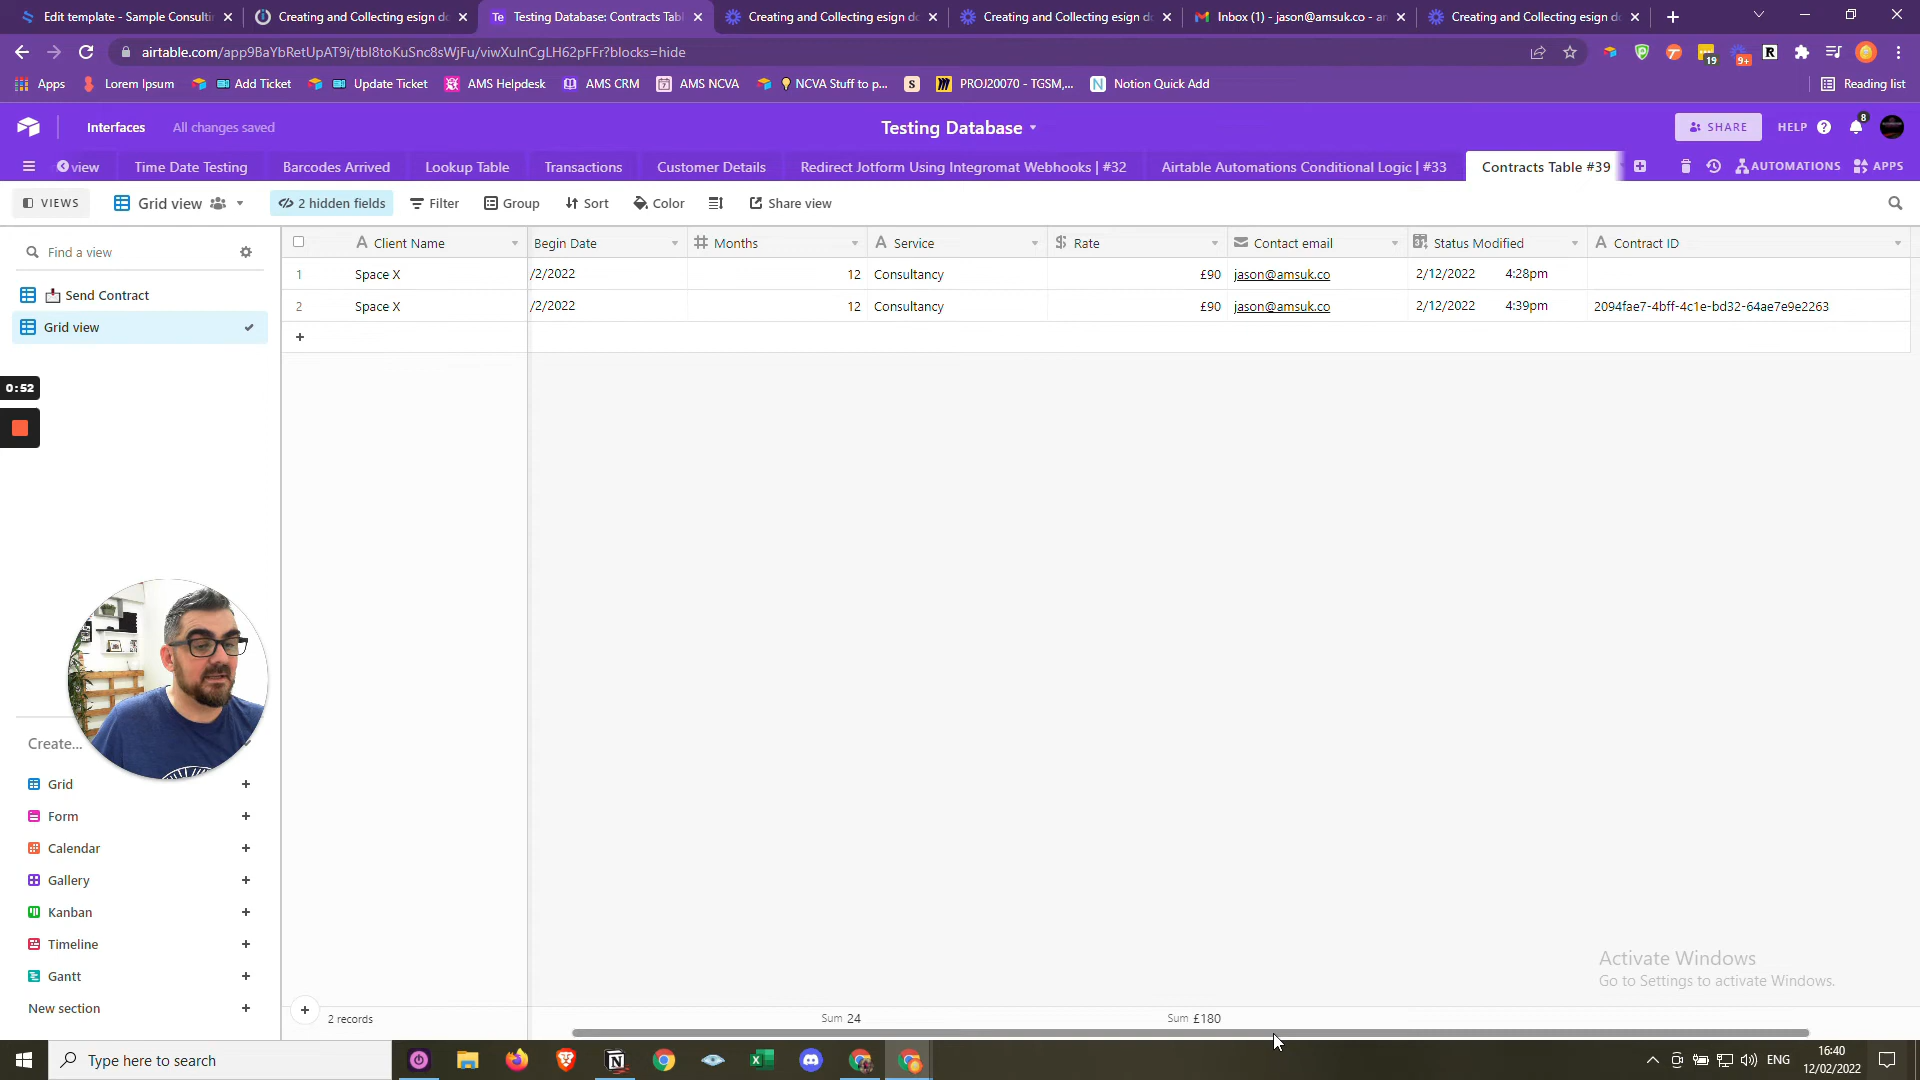 Edit template - Sample Consulti
Creating and Collecting esign do
Testing Database: Contracts Tabl
Creating and Collecting esign do
Creating and Collecting esign do
Inbox (1) - jason@amsuk.co - a
Creating and Collecting esign do
airtable.com/app9BaYbRetUpAT9i/tbl8toKuSnc8sWjFu/viwXuInCgLH62pFFr?blocks=hide
19
9+
Apps
Lorem Ipsum
Add Ticket
Update Ticket
AMS Helpdesk
AMS CRM
AMS NCVA
NCVA Stuff to p...
PROJ20070 - TGSM,...
Notion Quick Add
Reading list
Interfaces
All changes saved
Testing Database
SHARE
HELP
8
view
Time Date Testing
Barcodes Arrived
Lookup Table
Transactions
Customer Details
Redirect Jotform Using Integromat Webhooks | #32
Airtable Automations Conditional Logic | #33
Contracts Table #39
AUTOMATIONS
APPS
VIEWS
Grid view
2 hidden fields
Filter
Group
Sort
Color
Share view
Find a view
Send Contract
Grid view
Client Name
Begin Date
Months
Service
Rate
Contact email
Status Modified
Contract ID
1 Space X /2/2022 12 Consultancy £90 jason@amsuk.co 2/12/2022 4:28pm
2 Space X /2/2022 12 Consultancy £90 jason@amsuk.co 2/12/2022 4:39pm 2094fae7-4bff-4c1e-bd32-64ae7e9e2263
0:52
Create...
Grid
Form
Calendar
Gallery
Kanban
Timeline
Gantt
New section
2 records
Sum 24
Sum £180
Activate Windows
Go to Settings to activate Windows.
Type here to search
ENG
16:40
12/02/2022